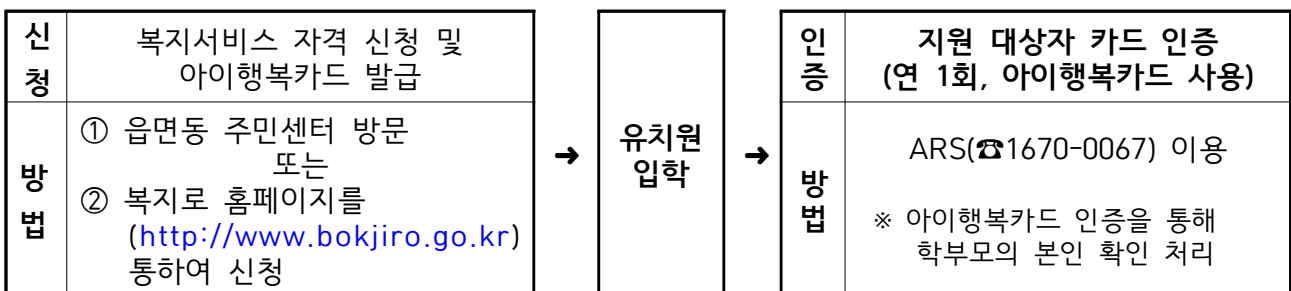 신청
복지서비스 자격 신청 및
아이행복카드 발급
방법
① 읍면동 주민센터 방문
또는
② 복지로 홈페이지를
(http://www.bokjiro.go.kr)
통하여 신청
➜
유치원
입학
➜
인증
지원 대상자 카드 인증
(연 1회, 아이행복카드 사용)
방법
ARS(☎1670-0067) 이용
※ 아이행복카드 인증을 통해
학부모의 본인 확인 처리